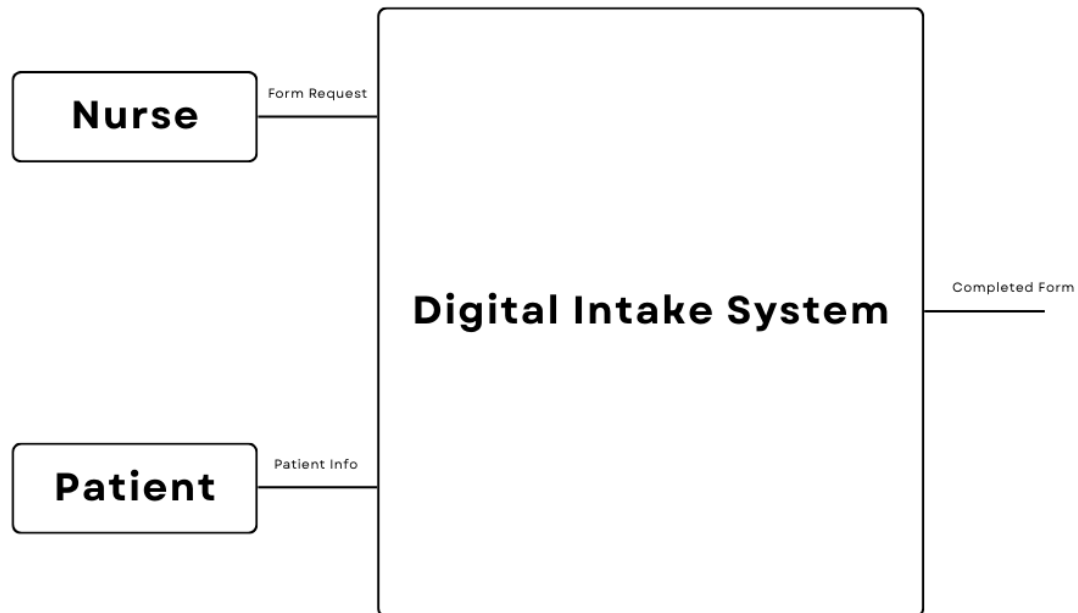 Nurse
Form Request
Digital Intake System
Completed Form
Patient
Patient Info